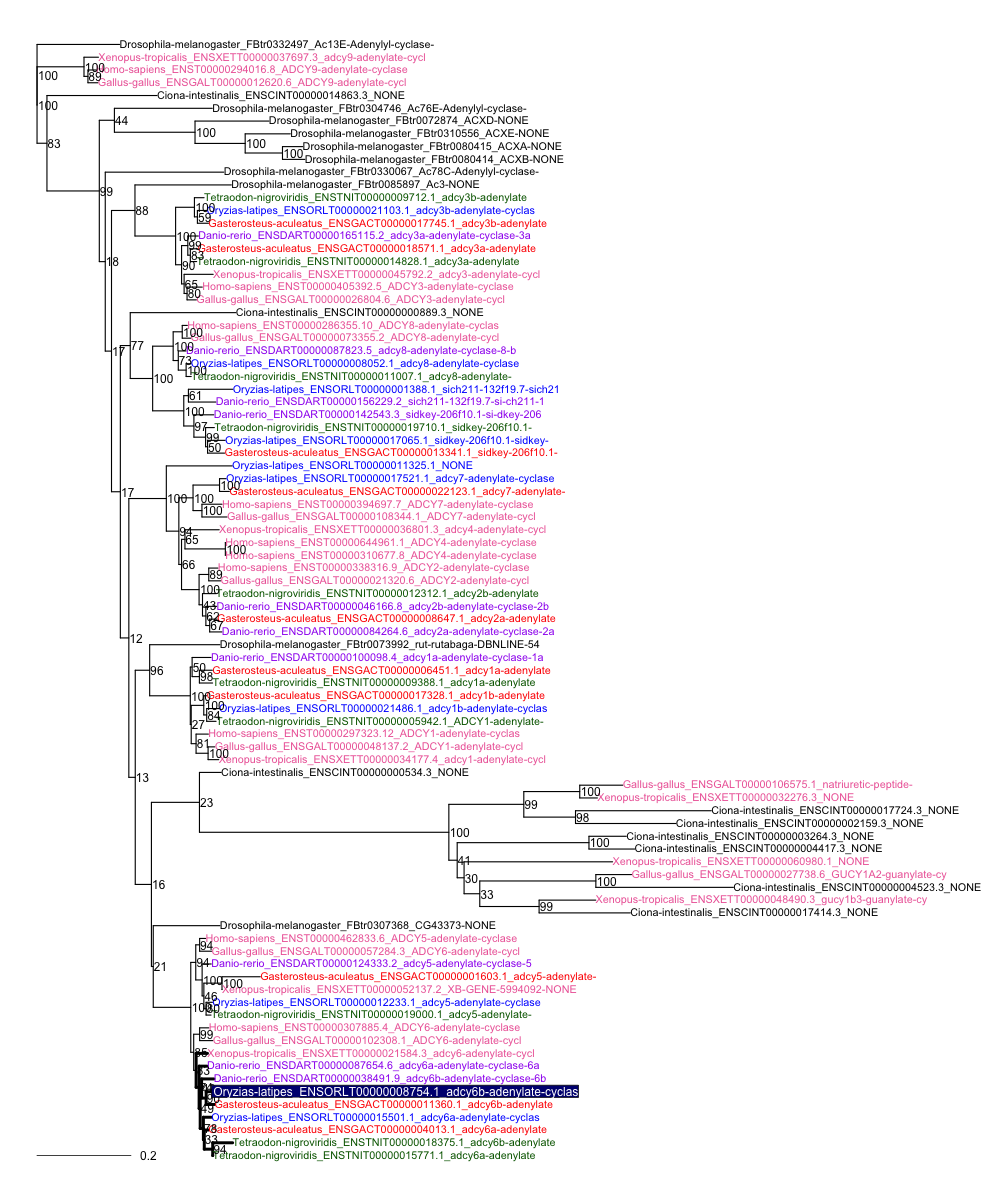 Drosophila-melanogaster_FBtr0332497_Ac13E-Adenylyl-cyclase-
Xenopus-tropicalis_ENSXETT00000037697.3_adcy9-adenylate-cycl
100
Homo-sapiens_ENST00000294016.8_ADCY9-adenylate-cyclase
100
89
Gallus-gallus_ENSGALT00000012620.6_ADCY9-adenylate-cycl
Ciona-intestinalis_ENSCINT00000014863.3_NONE
100
Drosophila-melanogaster_FBtr0304746_Ac76E-Adenylyl-cyclase-
44
Drosophila-melanogaster_FBtr0072874_ACXD-NONE
100
Drosophila-melanogaster_FBtr0310556_ACXE-NONE
83
100
Drosophila-melanogaster_FBtr0080415_ACXA-NONE
100
Drosophila-melanogaster_FBtr0080414_ACXB-NONE
Drosophila-melanogaster_FBtr0330067_Ac78C-Adenylyl-cyclase-
Drosophila-melanogaster_FBtr0085897_Ac3-NONE
99
Tetraodon-nigroviridis_ENSTNIT00000009712.1_adcy3b-adenylate
100
88
Oryzias-latipes_ENSORLT00000021103.1_adcy3b-adenylate-cyclas
59
Gasterosteus-aculeatus_ENSGACT00000017745.1_adcy3b-adenylate
100
Danio-rerio_ENSDART00000165115.2_adcy3a-adenylate-cyclase-3a
99
Gasterosteus-aculeatus_ENSGACT00000018571.1_adcy3a-adenylate
83
18
Tetraodon-nigroviridis_ENSTNIT00000014828.1_adcy3a-adenylate
90
Xenopus-tropicalis_ENSXETT00000045792.2_adcy3-adenylate-cycl
65
Homo-sapiens_ENST00000405392.5_ADCY3-adenylate-cyclase
80
Gallus-gallus_ENSGALT00000026804.6_ADCY3-adenylate-cycl
Ciona-intestinalis_ENSCINT00000000889.3_NONE
Homo-sapiens_ENST00000286355.10_ADCY8-adenylate-cyclas
100
Gallus-gallus_ENSGALT00000073355.2_ADCY8-adenylate-cycl
77
100
17
Danio-rerio_ENSDART00000087823.5_adcy8-adenylate-cyclase-8-b
73
Oryzias-latipes_ENSORLT00000008052.1_adcy8-adenylate-cyclase
100
100
Tetraodon-nigroviridis_ENSTNIT00000011007.1_adcy8-adenylate-
Oryzias-latipes_ENSORLT00000001388.1_sich211-132f19.7-sich21
61
Danio-rerio_ENSDART00000156229.2_sich211-132f19.7-si-ch211-1
100
Danio-rerio_ENSDART00000142543.3_sidkey-206f10.1-si-dkey-206
97
Tetraodon-nigroviridis_ENSTNIT00000019710.1_sidkey-206f10.1-
99
Oryzias-latipes_ENSORLT00000017065.1_sidkey-206f10.1-sidkey-
50
Gasterosteus-aculeatus_ENSGACT00000013341.1_sidkey-206f10.1-
Oryzias-latipes_ENSORLT00000011325.1_NONE
Oryzias-latipes_ENSORLT00000017521.1_adcy7-adenylate-cyclase
100
17
Gasterosteus-aculeatus_ENSGACT00000022123.1_adcy7-adenylate-
100
100
Homo-sapiens_ENST00000394697.7_ADCY7-adenylate-cyclase
100
Gallus-gallus_ENSGALT00000108344.1_ADCY7-adenylate-cycl
94
Xenopus-tropicalis_ENSXETT00000036801.3_adcy4-adenylate-cycl
65
Homo-sapiens_ENST00000644961.1_ADCY4-adenylate-cyclase
100
Homo-sapiens_ENST00000310677.8_ADCY4-adenylate-cyclase
66
Homo-sapiens_ENST00000338316.9_ADCY2-adenylate-cyclase
89
Gallus-gallus_ENSGALT00000021320.6_ADCY2-adenylate-cycl
100
Tetraodon-nigroviridis_ENSTNIT00000012312.1_adcy2b-adenylate
43
Danio-rerio_ENSDART00000046166.8_adcy2b-adenylate-cyclase-2b
62
Gasterosteus-aculeatus_ENSGACT00000008647.1_adcy2a-adenylate
67
Danio-rerio_ENSDART00000084264.6_adcy2a-adenylate-cyclase-2a
12
Drosophila-melanogaster_FBtr0073992_rut-rutabaga-DBNLINE-54
Danio-rerio_ENSDART00000100098.4_adcy1a-adenylate-cyclase-1a
96
50
Gasterosteus-aculeatus_ENSGACT00000006451.1_adcy1a-adenylate
98
Tetraodon-nigroviridis_ENSTNIT00000009388.1_adcy1a-adenylate
100
Gasterosteus-aculeatus_ENSGACT00000017328.1_adcy1b-adenylate
100
Oryzias-latipes_ENSORLT00000021486.1_adcy1b-adenylate-cyclas
84
Tetraodon-nigroviridis_ENSTNIT00000005942.1_ADCY1-adenylate-
27
Homo-sapiens_ENST00000297323.12_ADCY1-adenylate-cyclas
81
Gallus-gallus_ENSGALT00000048137.2_ADCY1-adenylate-cycl
100
Xenopus-tropicalis_ENSXETT00000034177.4_adcy1-adenylate-cycl
Ciona-intestinalis_ENSCINT00000000534.3_NONE
13
Gallus-gallus_ENSGALT00000106575.1_natriuretic-peptide-
100
Xenopus-tropicalis_ENSXETT00000032276.3_NONE
23
99
Ciona-intestinalis_ENSCINT00000017724.3_NONE
98
Ciona-intestinalis_ENSCINT00000002159.3_NONE
100
Ciona-intestinalis_ENSCINT00000003264.3_NONE
100
Ciona-intestinalis_ENSCINT00000004417.3_NONE
41
Xenopus-tropicalis_ENSXETT00000060980.1_NONE
30
Gallus-gallus_ENSGALT00000027738.6_GUCY1A2-guanylate-cy
100
16
Ciona-intestinalis_ENSCINT00000004523.3_NONE
33
Xenopus-tropicalis_ENSXETT00000048490.3_gucy1b3-guanylate-cy
99
Ciona-intestinalis_ENSCINT00000017414.3_NONE
Drosophila-melanogaster_FBtr0307368_CG43373-NONE
Homo-sapiens_ENST00000462833.6_ADCY5-adenylate-cyclase
94
Gallus-gallus_ENSGALT00000057284.3_ADCY6-adenylate-cycl
21
94
Danio-rerio_ENSDART00000124333.2_adcy5-adenylate-cyclase-5
Gasterosteus-aculeatus_ENSGACT00000001603.1_adcy5-adenylate-
100
100
Xenopus-tropicalis_ENSXETT00000052137.2_XB-GENE-5994092-NONE
46
Oryzias-latipes_ENSORLT00000012233.1_adcy5-adenylate-cyclase
100
Tetraodon-nigroviridis_ENSTNIT00000019000.1_adcy5-adenylate-
Homo-sapiens_ENST00000307885.4_ADCY6-adenylate-cyclase
99
Gallus-gallus_ENSGALT00000102308.1_ADCY6-adenylate-cycl
Xenopus-tropicalis_ENSXETT00000021584.3_adcy6-adenylate-cycl
Danio-rerio_ENSDART00000087654.6_adcy6a-adenylate-cyclase-6a
Danio-rerio_ENSDART00000038491.9_adcy6b-adenylate-cyclase-6b
Oryzias-latipes_ENSORLT00000008754.1_adcy6b-adenylate-cyclas
Gasterosteus-aculeatus_ENSGACT00000011360.1_adcy6b-adenylate
49
Oryzias-latipes_ENSORLT00000015501.1_adcy6a-adenylate-cyclas
Gasterosteus-aculeatus_ENSGACT00000004013.1_adcy6a-adenylate
33
Tetraodon-nigroviridis_ENSTNIT00000018375.1_adcy6b-adenylate
94
Tetraodon-nigroviridis_ENSTNIT00000015771.1_adcy6a-adenylate
0.2